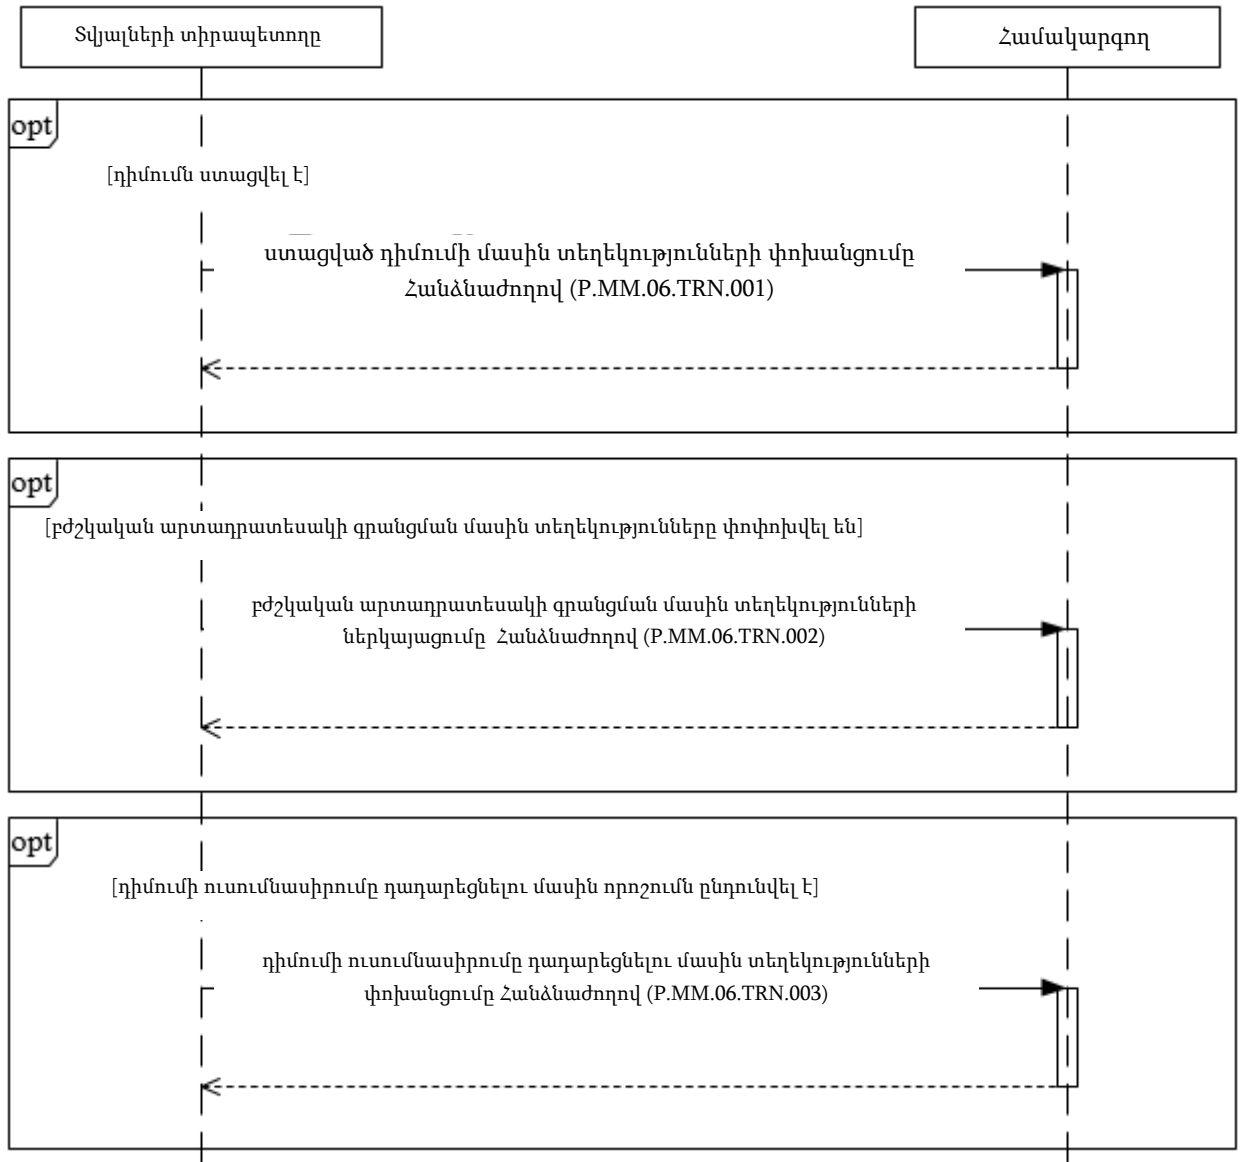 Տվյալների տիրապետողը
Համակարգող
opt
[դիմումն ստացվել է]
ստացված դիմումի մասին տեղեկությունների փոխանցումը
Հանձնաժողով (P.MM.06.TRN.001)
opt
[բժշկական արտադրատեսակի գրանցման մասին տեղեկությունները փոփոխվել են]
բժշկական արտադրատեսակի գրանցման մասին տեղեկությունների
ներկայացումը Հանձնաժողով (P.MM.06.TRN.002)
opt
[դիմումի ուսումնասիրումը դադարեցնելու մասին որոշումն ընդունվել է]
դիմումի ուսումնասիրումը դադարեցնելու մասին տեղեկությունների
փոխանցումը Հանձնաժողով (P.MM.06.TRN.003)